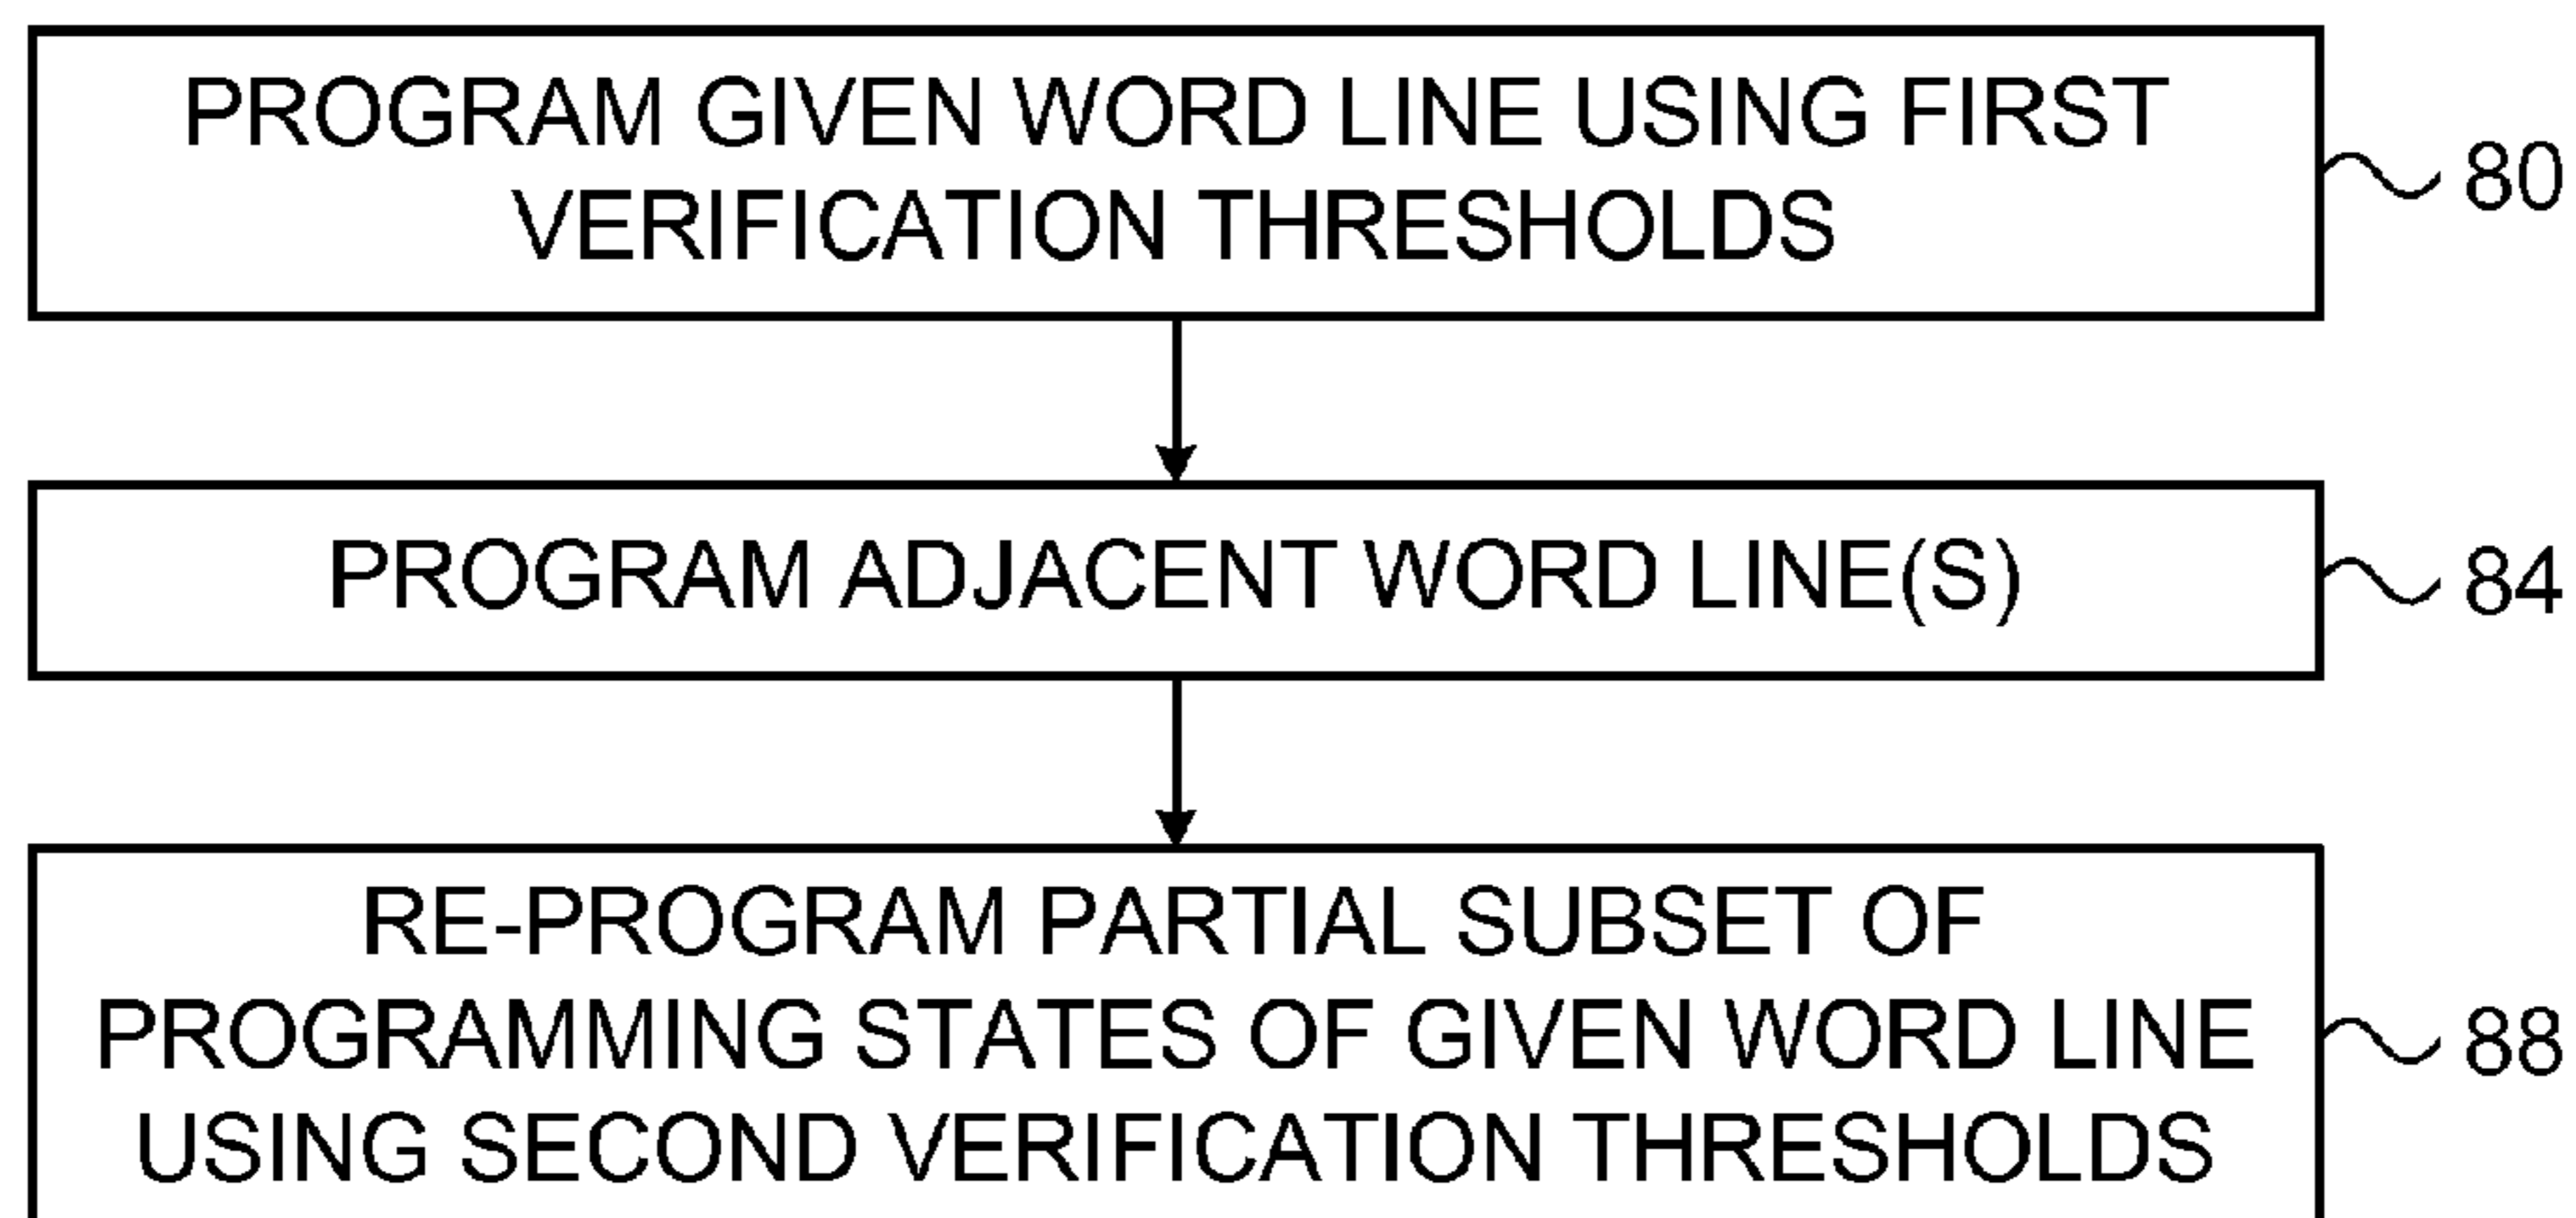 PROGRAM GIVEN WORD LINE USING FIRST
VERIFICATION THRESHOLDS
80
PROGRAM ADJACENT WORD LINE(S)
84
RE-PROGRAM PARTIAL SUBSET OF
PROGRAMMING STATES OF GIVEN WORD LINE
USING SECOND VERIFICATION THRESHOLDS
88